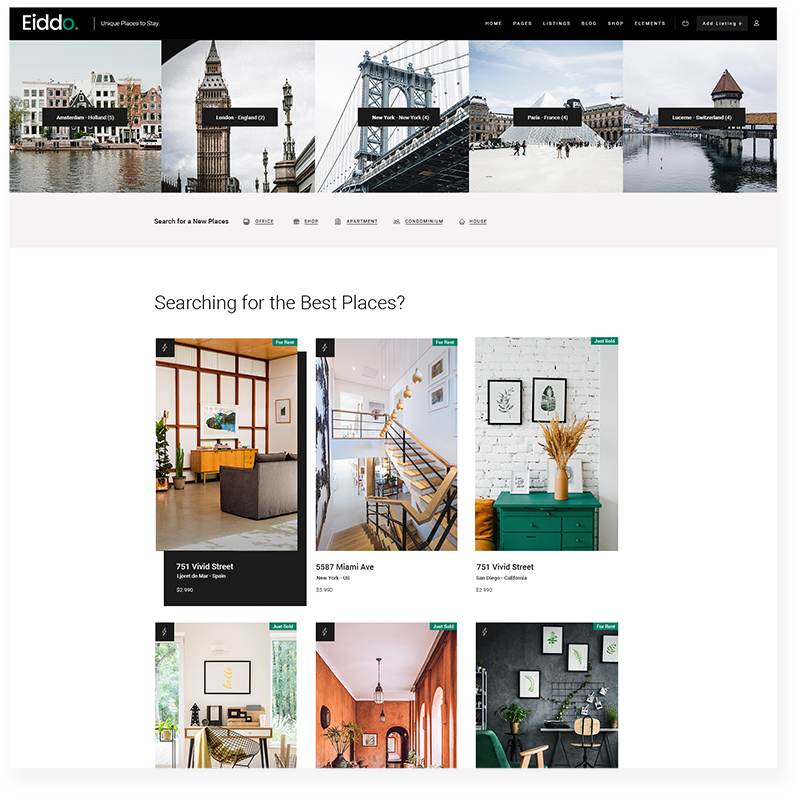 Eiddo.
Unique Places to Stay.
HOME PAGES LISTINGS BLOG SHOP ELEMENTS Add Listing +
Amsterdam - Holland (5)
London - England (2)
New York - New York (4)
Paris - France (4)
Lucerne - Switzerland (4)
Search for a New Places OFFICE SHOP APARTMENT CONDOMINIUM HOUSE
Searching for the Best Places?
For Rent
For Rent
Just Sold
751 Vivid Street
Ljoret de Mar - Spain
$2.990
5587 Miami Ave
New York - US
$5.990
751 Vivid Street
San Diego - California
$2.990
Just Sold
Just Sold
For Rent
hello